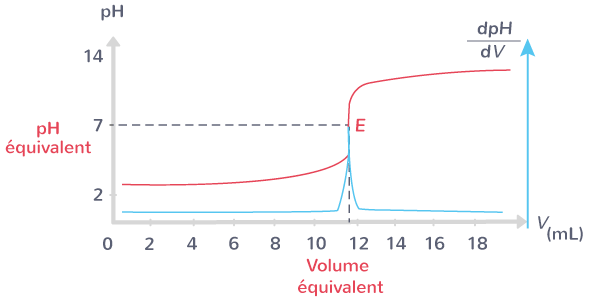 pH
14
dpH
dV
pH
équivalent
7
E
2
0 2 4 6 8 10 12 14 16 18
V
(mL)
Volume
équivalent